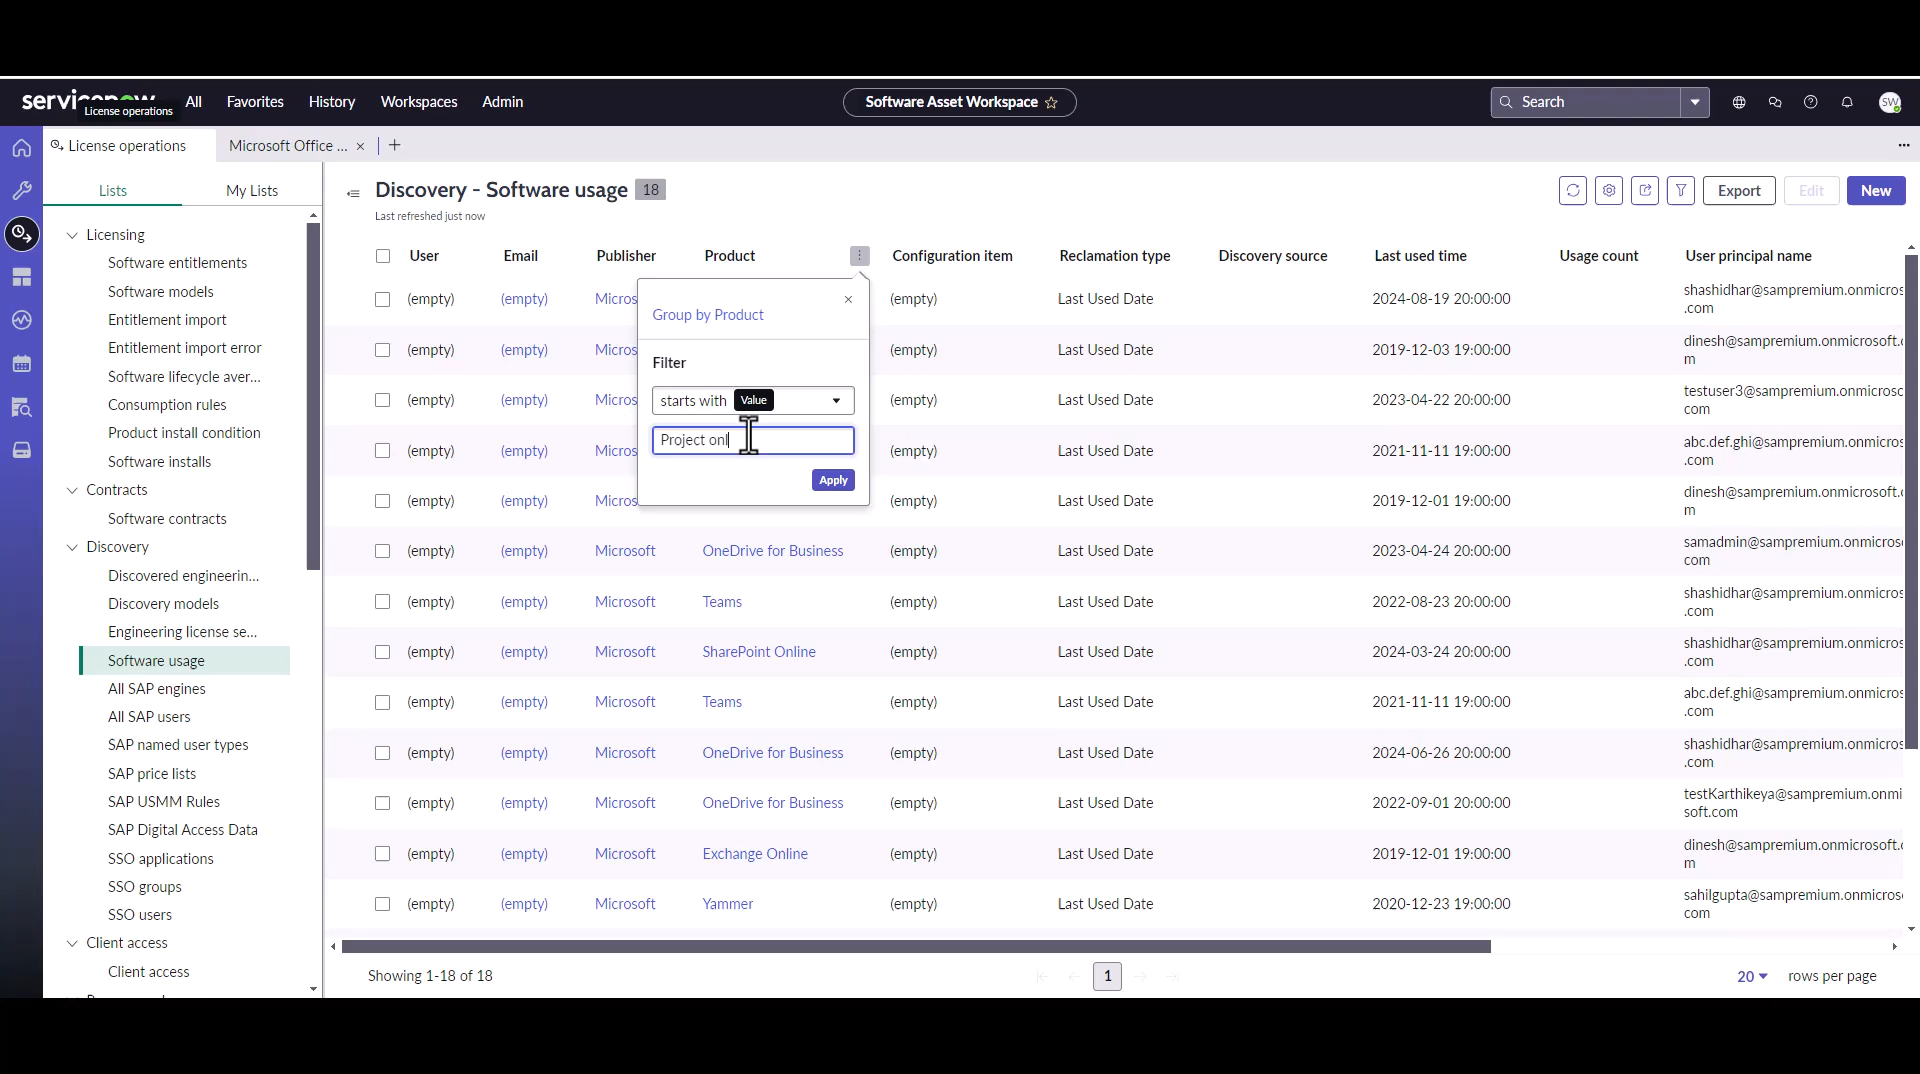 servicenow
License operations
All
Favorites
History
Workspaces
Admin
Software Asset Workspace
Search
SW
License operations
Microsoft Office ...
Lists
My Lists
Licensing
Software entitlements
Software models
Entitlement import
Entitlement import error
Software lifecycle aver...
Consumption rules
Product install condition
Software installs
Contracts
Software contracts
Discovery
Discovered engineerin...
Discovery models
Engineering license se...
Software usage
All SAP engines
All SAP users
SAP named user types
SAP price lists
SAP USMM Rules
SAP Digital Access Data
SSO applications
SSO groups
SSO users
Client access
Client access
Discovery - Software usage 18
Last refreshed just now
Export
Edit
New
User Email Publisher Product Configuration item Reclamation type Discovery source Last used time Usage count User principal name
(empty) (empty) Micros (empty) Last Used Date 2024-08-19 20:00:00 shashidhar@sampremium.onmicros
.com
(empty) (empty) Micros (empty) Last Used Date 2019-12-03 19:00:00 dinesh@sampremium.onmicrosoft.c
m
(empty) (empty) Micros (empty) Last Used Date 2023-04-22 20:00:00 testuser3@sampremium.onmicrosc
com
(empty) (empty) Micros (empty) Last Used Date 2021-11-11 19:00:00 abc.def.ghi@sampremium.onmicros
.com
(empty) (empty) Micros (empty) Last Used Date 2019-12-01 19:00:00 dinesh@sampremium.onmicrosoft.c
m
(empty) (empty) Microsoft OneDrive for Business (empty) Last Used Date 2023-04-24 20:00:00 samadmin@sampremium.onmicros
com
(empty) (empty) Microsoft Teams (empty) Last Used Date 2022-08-23 20:00:00 shashidhar@sampremium.onmicros
.com
(empty) (empty) Microsoft SharePoint Online (empty) Last Used Date 2024-03-24 20:00:00 shashidhar@sampremium.onmicros
.com
(empty) (empty) Microsoft Teams (empty) Last Used Date 2021-11-11 19:00:00 abc.def.ghi@sampremium.onmicros
.com
(empty) (empty) Microsoft OneDrive for Business (empty) Last Used Date 2024-06-26 20:00:00 shashidhar@sampremium.onmicros
.com
(empty) (empty) Microsoft OneDrive for Business (empty) Last Used Date 2022-09-01 20:00:00 testKarthikeya@sampremium.onmi
soft.com
(empty) (empty) Microsoft Exchange Online (empty) Last Used Date 2019-12-01 19:00:00 dinesh@sampremium.onmicrosoft.c
m
(empty) (empty) Microsoft Yammer (empty) Last Used Date 2020-12-23 19:00:00 sahilgupta@sampremium.onmicros
com
Group by Product
Filter
starts with
Value
Project onl
Apply
Showing 1-18 of 18
1
20
rows per page